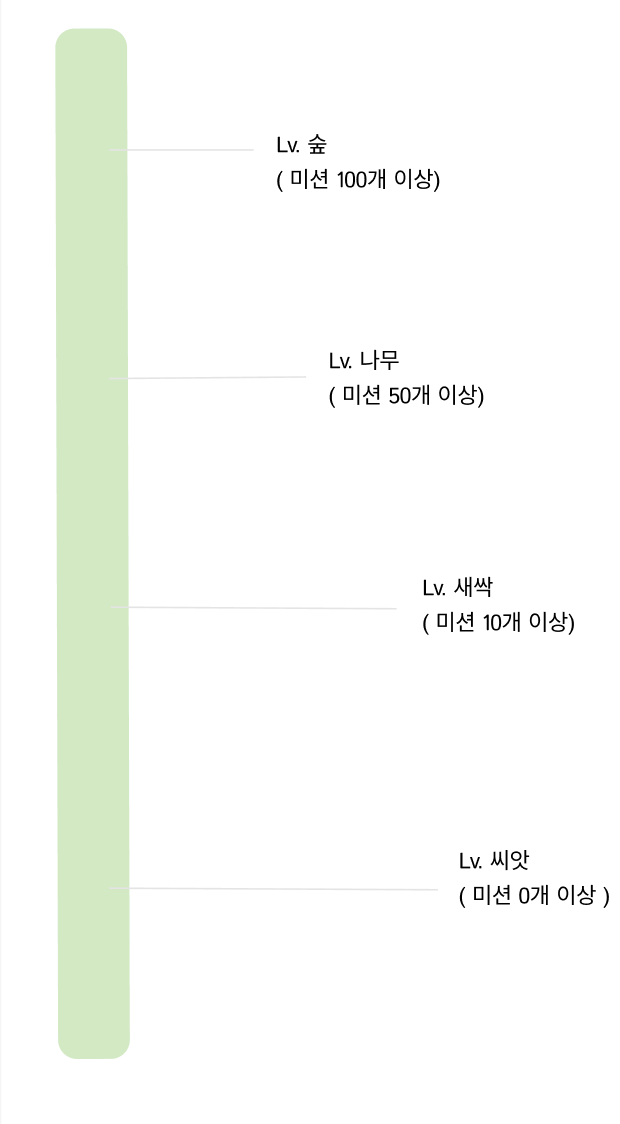 Lv. 숲
( 미션 100개 이상)
Lv. 나무
( 미션 50개 이상)
Lv. 새싹
( 미션 10개 이상)
Lv. 씨앗
( 미션 0개 이상 )